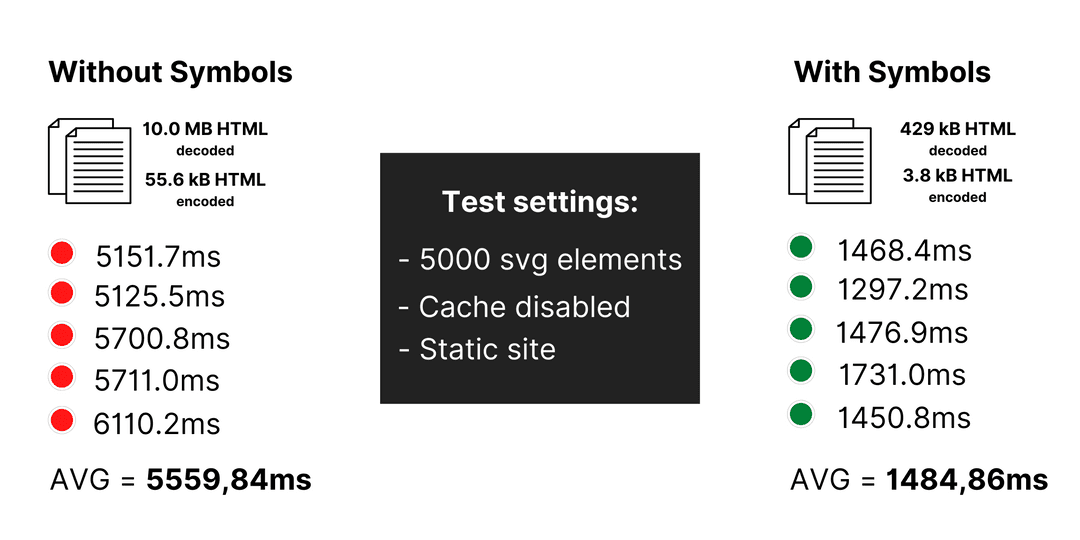 Without Symbols
10.0 MB HTML
decoded
55.6 kB HTML
encoded
5151.7ms
5125.5ms
5700.8ms
5711.0ms
6110.2ms
AVG = 5559,84ms
Test settings:
- 5000 svg elements
- Cache disabled
- Static site
With Symbols
429 kB HTML
decoded
3.8 kB HTML
encoded
1468.4ms
1297.2ms
1476.9ms
1731.0ms
1450.8ms
AVG = 1484,86ms